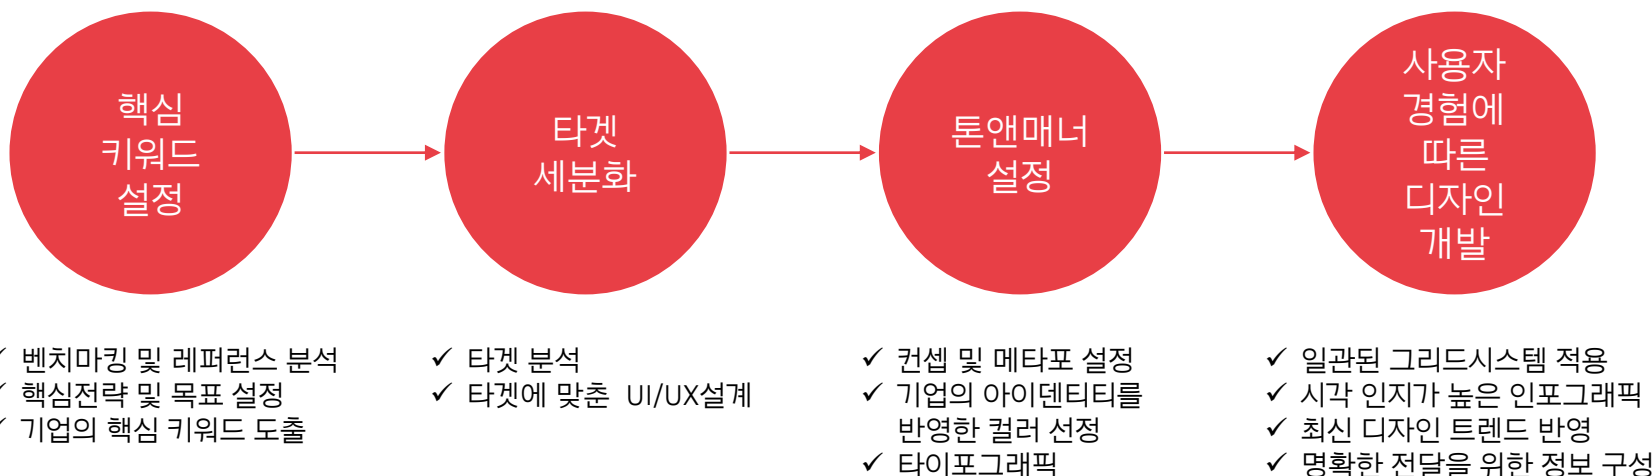 핵심
키워드
설정
타겟
세분화
톤앤매너
설정
사용자
경험에
따른
디자인
개발
✓ 벤치마킹 및 레퍼런스 분석
✓ 핵심전략 및 목표 설정
✓ 기업의 핵심 키워드 도출
✓ 타겟 분석
✓ 타겟에 맞춘 UI/UX설계
✓ 컨셉 및 메타포 설정
✓ 기업의 아이덴티티를
반영한 컬러 선정
✓ 타이포그래픽
✓ 일관된 그리드시스템 적용
✓ 시각 인지가 높은 인포그래픽
✓ 최신 디자인 트렌드 반영
✓ 명확한 전달을 위한 정보 구성